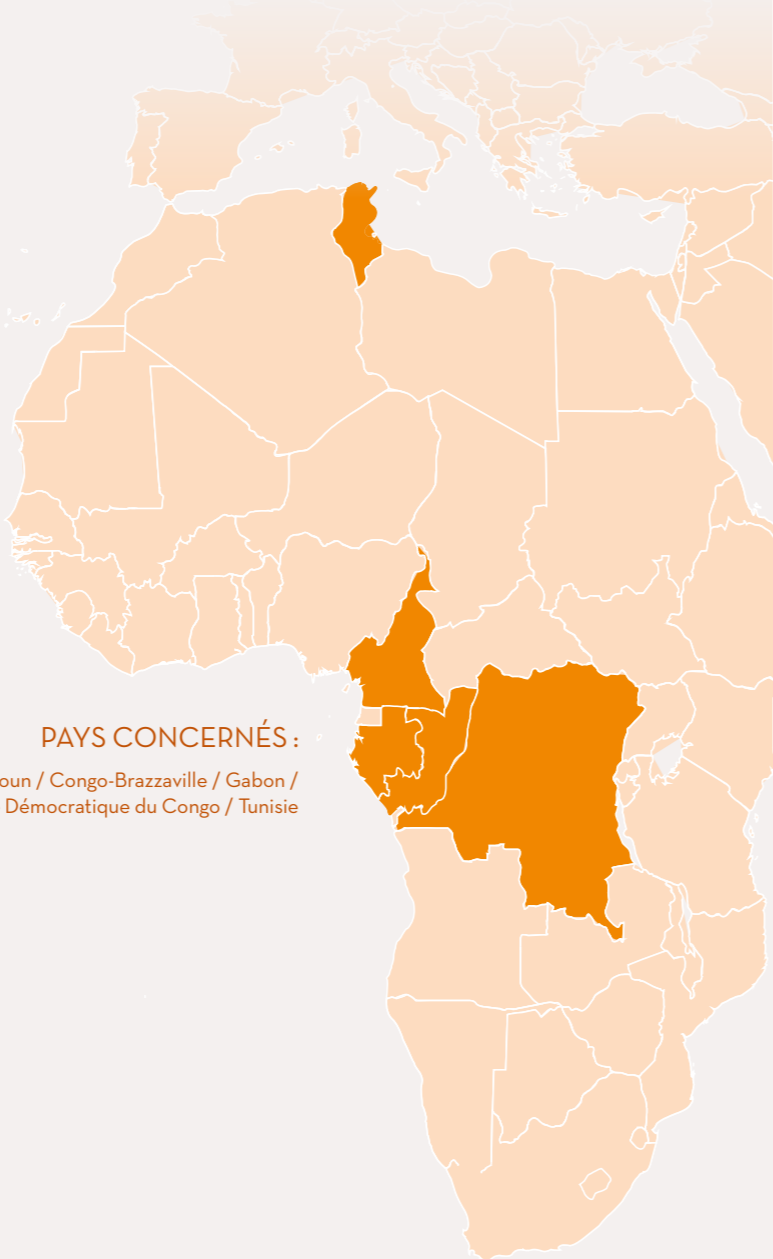 PAYS CONCERNÉS :
oun / Congo-Brazzaville / Gabon /
Démocratique du Congo / Tunisie